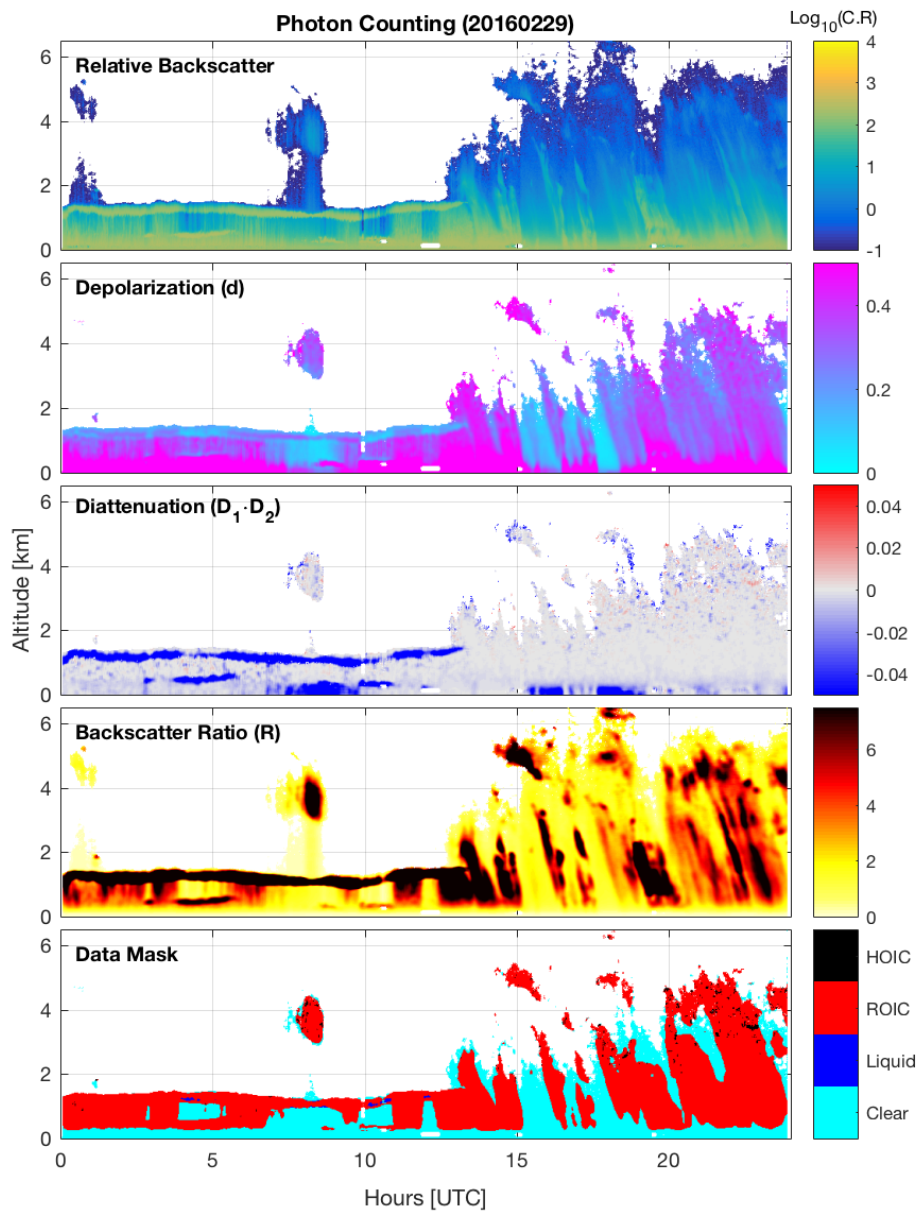 Photon Counting (20160229)
Log10(C.R)
Relative Backscatter
6
4
2
0
4
3
2
1
0
-1
Depolarization (d)
6
4
2
0
0.4
0.2
0
Diattenuation (D1·D2)
6
4
2
0
0.04
0.02
0
-0.02
-0.04
Altitude [km]
Backscatter Ratio (R)
6
4
2
0
6
4
2
0
Data Mask
6
4
2
0
HOIC
ROIC
Liquid
Clear
0 5 10 15 20
Hours [UTC]